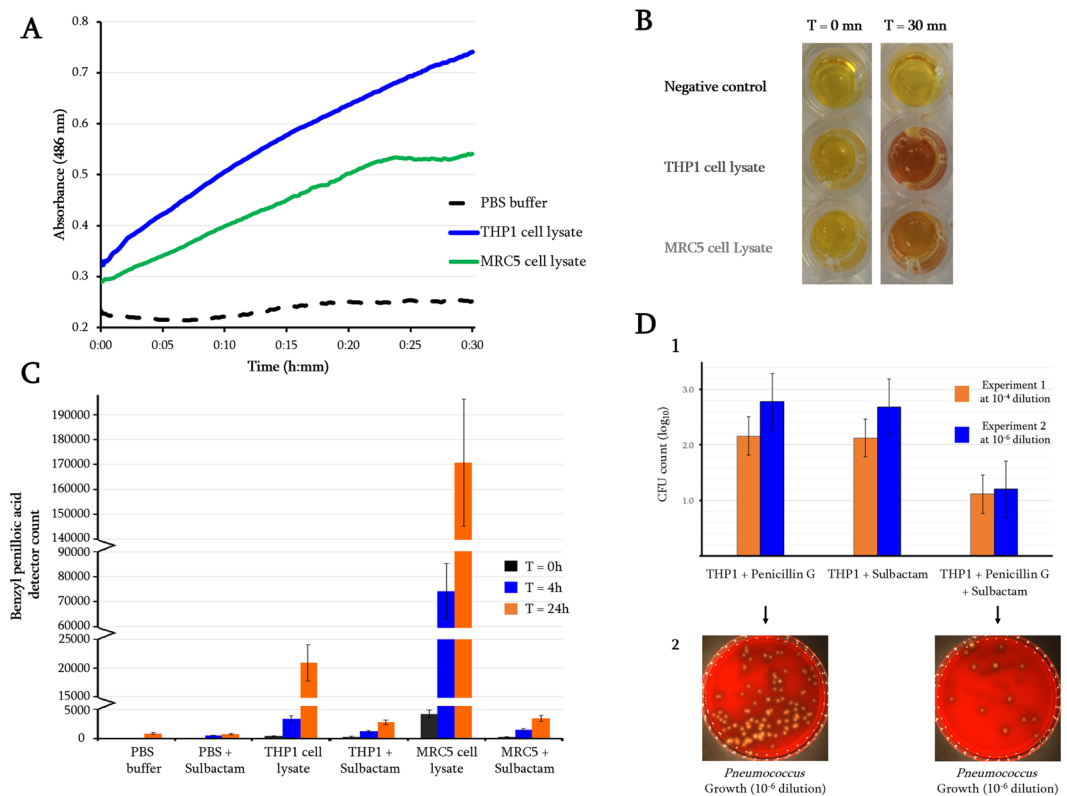 A
0.8
0.7
0.6
0.5
0.4
0.3
0.2
Absorbance (486 nm)
0:00 0:05 0:10 0:15 0:20 0:25 0:30
Time (h:mm)
PBS buffer
THP1 cell lysate
MRC5 cell lysate
B
T = 0 mn T = 30 mn
Negative control
THP1 cell lysate
MRC5 cell Lysate
C
190000
180000
170000
160000
150000
140000
90000
80000
70000
60000
25000
20000
15000
5000
0
Benzyl penilloic acid
detector count
T = 0h
T = 4h
T = 24h
PBS
buffer
PBS +
Sulbactam
THP1 cell
lysate
THP1 +
Sulbactam
MRC5 cell
lysate
MRC5 +
Sulbactam
D
1
3.0
2.0
1.0
CFU count (log10)
Experiment 1
at 10-4 dilution
Experiment 2
at 10-6 dilution
THP1 + Penicillin G
THP1 + Sulbactam
THP1 + Penicillin G
+ Sulbactam
2
Pneumococcus
Growth (10-6 dilution)
Pneumococcus
Growth (10-6 dilution)